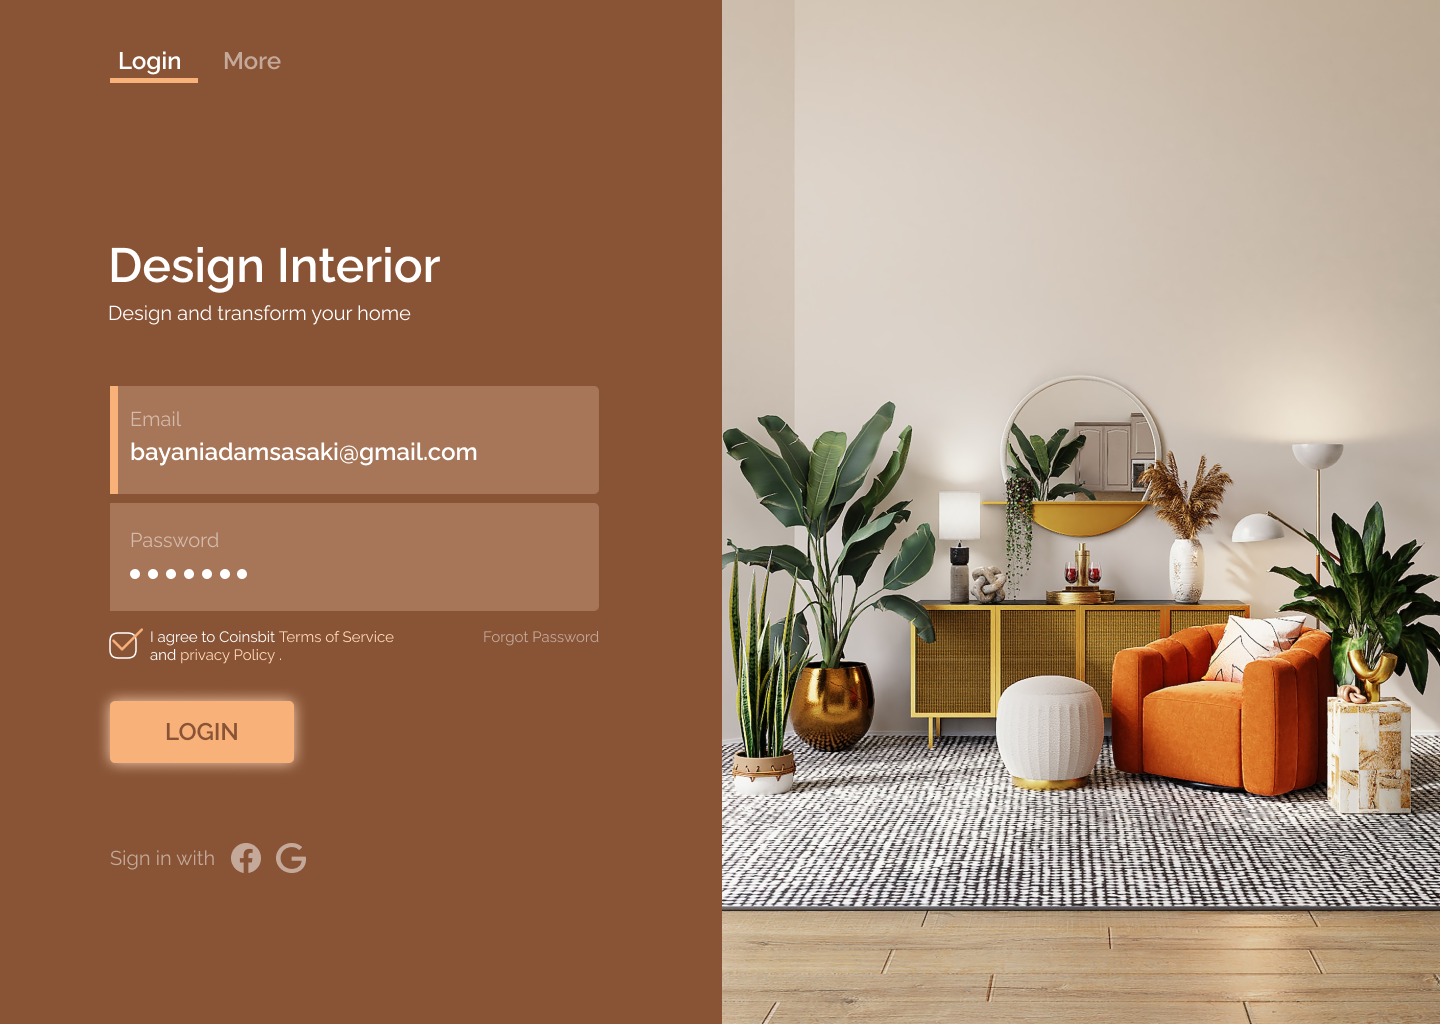 Login More
Design Interior
Design and transform your home
Email
bayaniadamsasaki@gmail.com
Password
I agree to Coinsbit Terms of Service
and privacy Policy .
Forgot Password
LOGIN
Sign in with